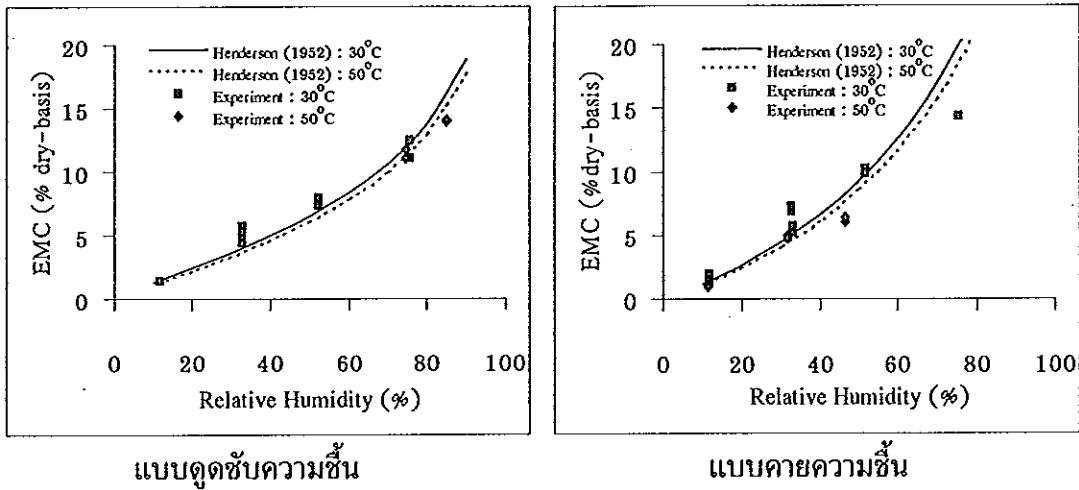 20
15
10
5
0
EMC (% dry-basis)
Henderson (1952) : 30°C
Henderson (1952) : 50°C
Experiment : 30°C
Experiment : 50°C
0 20 40 60 80 100
Relative Humidity (%)
แบบดูดซับความชื้น
20
15
10
5
0
EMC (%dry-basis)
Henderson (1952) : 30°C
Henderson (1952) : 50°C
Experiment : 30°C
Experiment : 50°C
0 20 40 60 80 100
Relative Humidity (%)
แบบคายความชื้น